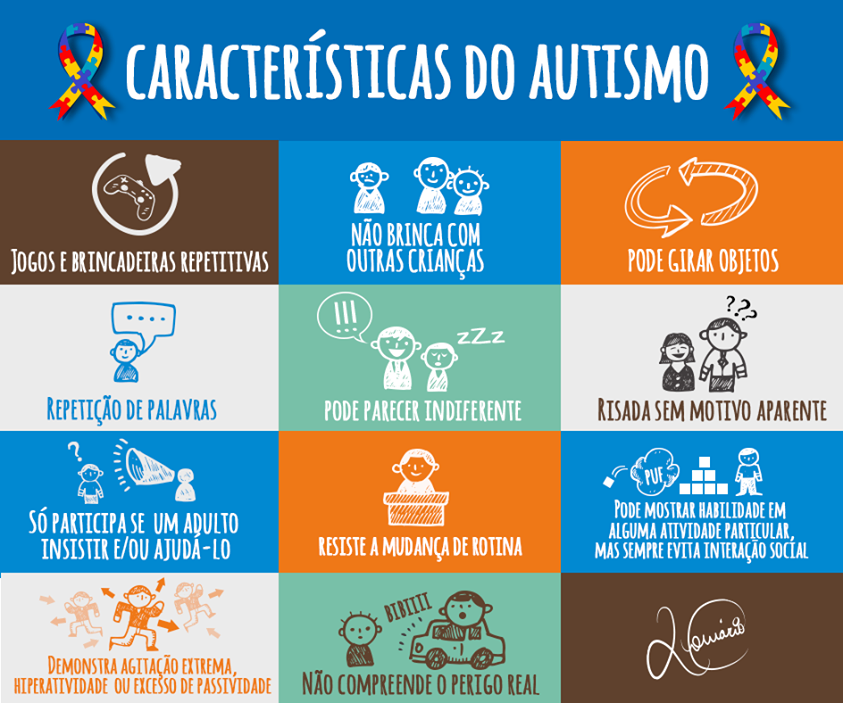 CARACTERÍSTICAS DO AUTISMO
JOGOS E BRINCADEIRAS REPETITIVAS
NÃO BRINCA COM
OUTRAS CRIANÇAS
PODE GIRAR OBJETOS
REPETIÇÃO DE PALAVRAS
!!!
zZz
PODE PARECER INDIFERENTE
???
RISADA SEM MOTIVO APARENTE
?
SÓ PARTICIPA SE UM ADULTO
INSISTIR E/OU AJUDÁ-LO
RESISTE A MUDANÇA DE ROTINA
PUF
PODE MOSTRAR HABILIDADE EM
ALGUMA ATIVIDADE PARTICULAR,
MAS SEMPRE EVITA INTERAÇÃO SOCIAL
DEMONSTRA AGITAÇÃO EXTREMA,
HIPERATIVIDADE OU EXCESSO DE PASSIVIDADE
BIBIIII
NÃO COMPREENDE O PERIGO REAL
Romário